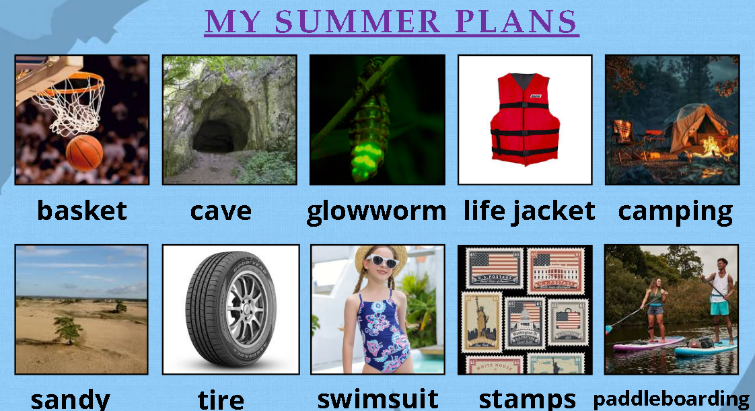 MY SUMMER PLANS
basket cave glowworm life jacket camping
sandy tire swimsuit stamps paddleboarding